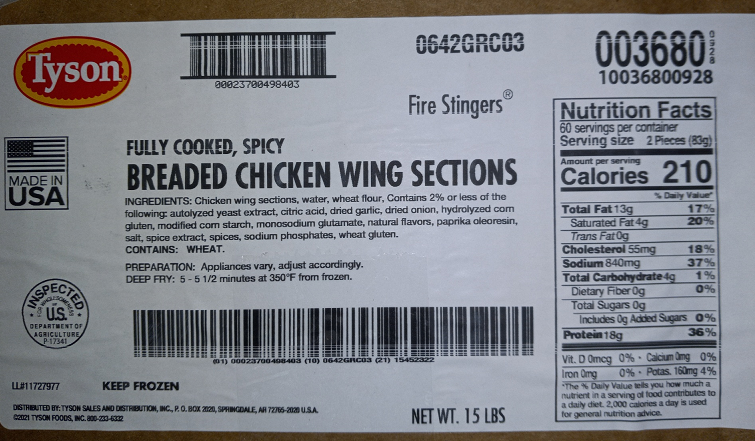 Tyson
00023700498403
0642GRC03
003680
0928
10036800928
Fire Stingers®
MADE IN
USA
FULLY COOKED, SPICY
BREADED CHICKEN WING SECTIONS
INGREDIENTS: Chicken wing sections, water, wheat flour, Contains 2% or less of the
following: autolyzed yeast extract, citric acid, dried garlic, dried onion, hydrolyzed corn
gluten, modified corn starch, monosodium glutamate, natural flavors, paprika oleoresin,
salt, spice extract, spices, sodium phosphates, wheat gluten.
CONTAINS: WHEAT.
PREPARATION: Appliances vary, adjust accordingly.
DEEP FRY: 5 - 5 1/2 minutes at 350°F from frozen.
INSPECTED
FOR WHOLESOMENESS
BY
U.S.
DEPARTMENT OF
AGRICULTURE
P-17341
(01) 00023700498403 (10) 0642GRC03 (21) 15452322
LL#11727977
KEEP FROZEN
DISTRIBUTED BY: TYSON SALES AND DISTRIBUTION, INC., P. O. BOX 2020, SPRINGDALE, AR 72765-2020 U.S.A.
©2021 TYSON FOODS, INC. 800-233-6332
NET WT. 15 LBS
Nutrition Facts
60 servings per container
Serving size 2 Pieces (83g)
Amount per serving
Calories 210
% Daily Value*
Total Fat 13g 17%
Saturated Fat 4g 20%
Trans Fat 0g
Cholesterol 55mg 18%
Sodium 840mg 37%
Total Carbohydrate 4g 1%
Dietary Fiber 0g 0%
Total Sugars 0g
Includes 0g Added Sugars 0%
Protein 18g 36%
Vit. D 0mcg 0% • Calcium 0mg 0%
Iron 0mg 0% • Potas. 160mg 4%
*The % Daily Value tells you how much a
nutrient in a serving of food contributes to
a daily diet. 2,000 calories a day is used
for general nutrition advice.